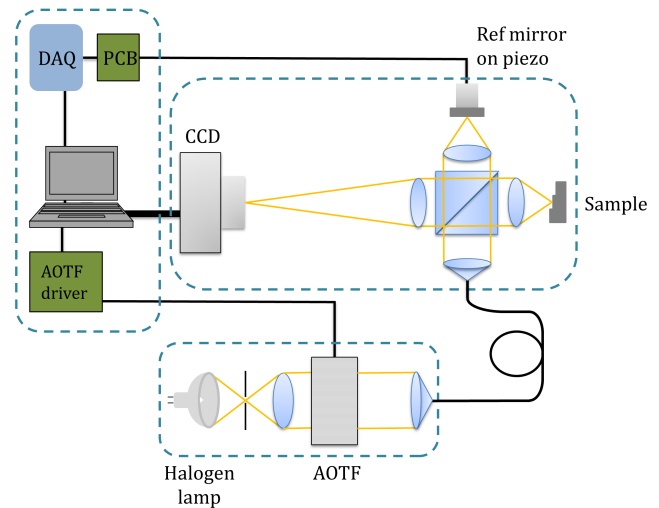 Ref mirror
on piezo
DAQ
PCB
CCD
Sample
AOTF
driver
Halogen
lamp
AOTF